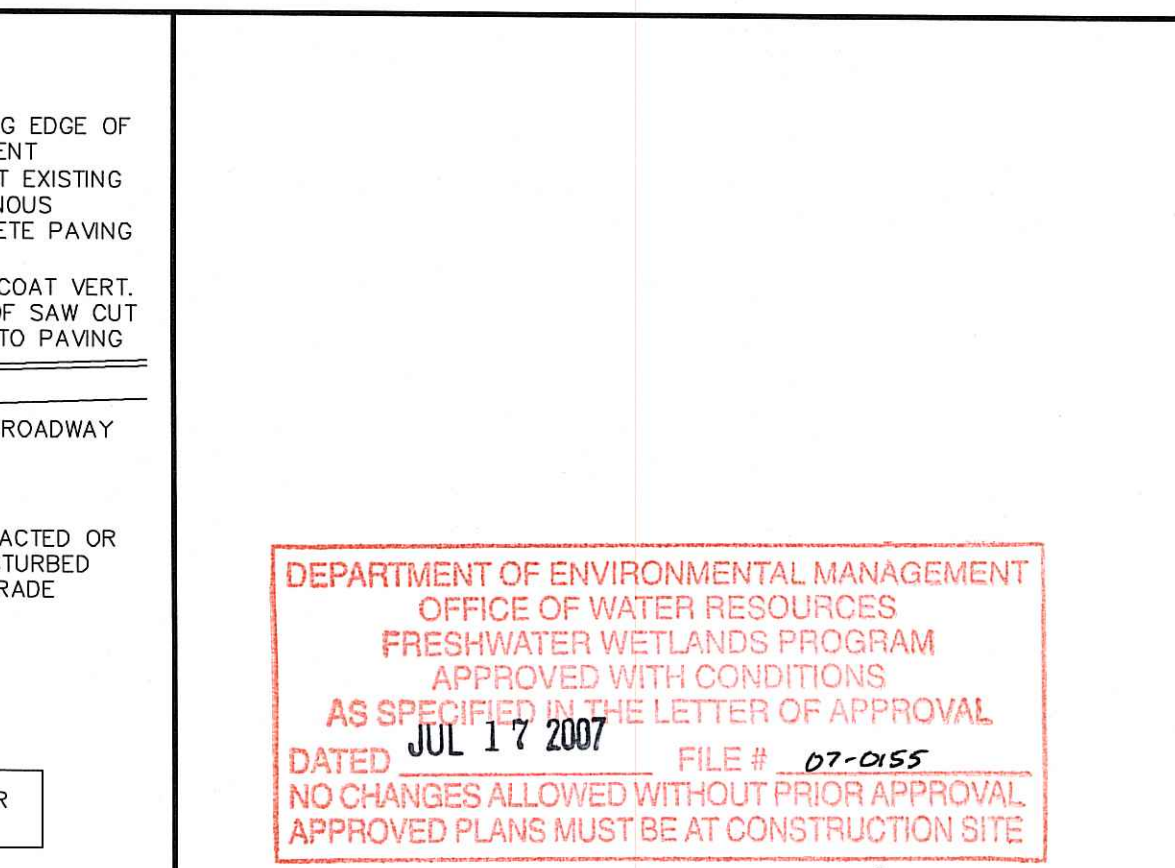 G EDGE OF
ENT
T EXISTING
NOUS
ETE PAVING
COAT VERT.
OF SAW CUT
TO PAVING
ROADWAY
ACTED OR
TURBED
RADE
R
DEPARTMENT OF ENVIRONMENTAL MANAGEMENT
OFFICE OF WATER RESOURCES
FRESHWATER WETLANDS PROGRAM
APPROVED WITH CONDITIONS
AS SPECIFIED IN THE LETTER OF APPROVAL
DATED JUL 17 2007 FILE # 07-0155
NO CHANGES ALLOWED WITHOUT PRIOR APPROVAL
APPROVED PLANS MUST BE AT CONSTRUCTION SITE